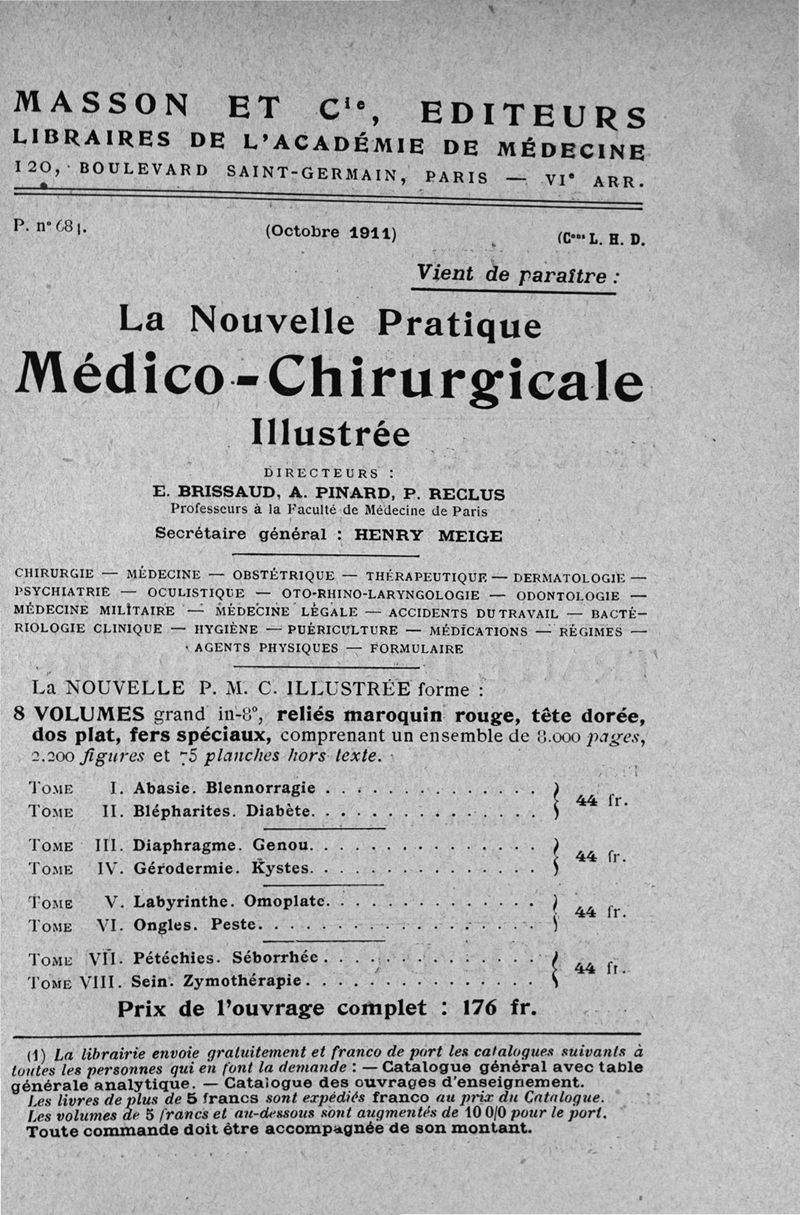 MASSON ET Cie, EDITEURS
LIBRAIRES DE L'ACADÉMIE DE MÉDECINE
120, BOULEVARD SAINT-GERMAIN, PARIS — VIe ARR.
P. n° 681.
(Octobre 1911)
(Cons L. H. D.
Vient de paraître :
La Nouvelle Pratique
Médico-Chirurgicale
Illustrée
DIRECTEURS :
E. BRISSAUD, A. PINARD, P. RECLUS
Professeurs à la Faculté de Médecine de Paris
Secrétaire général : HENRY MEIGE
CHIRURGIE — MÉDECINE — OBSTÉTRIQUE — THÉRAPEUTIQUE — DERMATOLOGIE —
PSYCHIATRIE — OCULISTIQUE — OTO-RHINO-LARYNGOLOGIE — ODONTOLOGIE —
MÉDECINE MILITAIRE — MÉDECINE LÉGALE — ACCIDENTS DU TRAVAIL — BACTÉ-
RIOLOGIE CLINIQUE — HYGIÈNE — PUÉRICULTURE — MÉDICATIONS — RÉGIMES —
AGENTS PHYSIQUES — FORMULAIRE
La NOUVELLE P. M. C. ILLUSTRÉE forme :
8 VOLUMES grand in-8°, reliés maroquin rouge, tête dorée,
dos plat, fers spéciaux, comprenant un ensemble de 8.000 pages,
2.200 figures et 75 planches hors texte.
TOME I. Abasie. Blennorragie . . . . . . . . . . . . . .
TOME II. Blépharites. Diabète. . . . . . . . . . . . . . .
44 fr.
TOME III. Diaphragme. Genou. . . . . . . . . . . . . . .
TOME IV. Gérodermie. Kystes. . . . . . . . . . . . . . .
44 fr.
TOME V. Labyrinthe. Omoplate. . . . . . . . . . . . . .
TOME VI. Ongles. Peste. . . . . . . . . . . . . . . . . .
44 fr.
TOME VII. Pétéchies. Séborrhée . . . . . . . . . . . . . .
TOME VIII. Sein. Zymothérapie . . . . . . . . . . . . . . .
44 fr.
Prix de l'ouvrage complet : 176 fr.
(1) La librairie envoie gratuitement et franco de port les catalogues suivants à
toutes les personnes qui en font la demande : — Catalogue général avec table
générale analytique. — Catalogue des ouvrages d'enseignement.
Les livres de plus de 5 francs sont expédiés franco au prix du Catalogue.
Les volumes de 5 francs et au-dessous sont augmentés de 10 0/0 pour le port.
Toute commande doit être accompagnée de son montant.